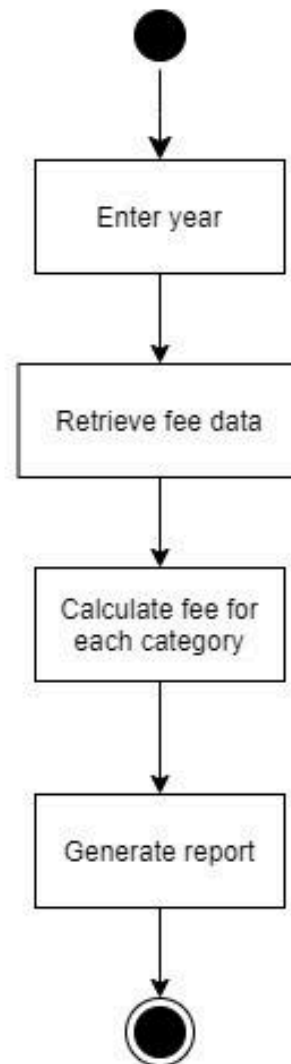 Enter year
Retrieve fee data
Calculate fee for
each category
Generate report